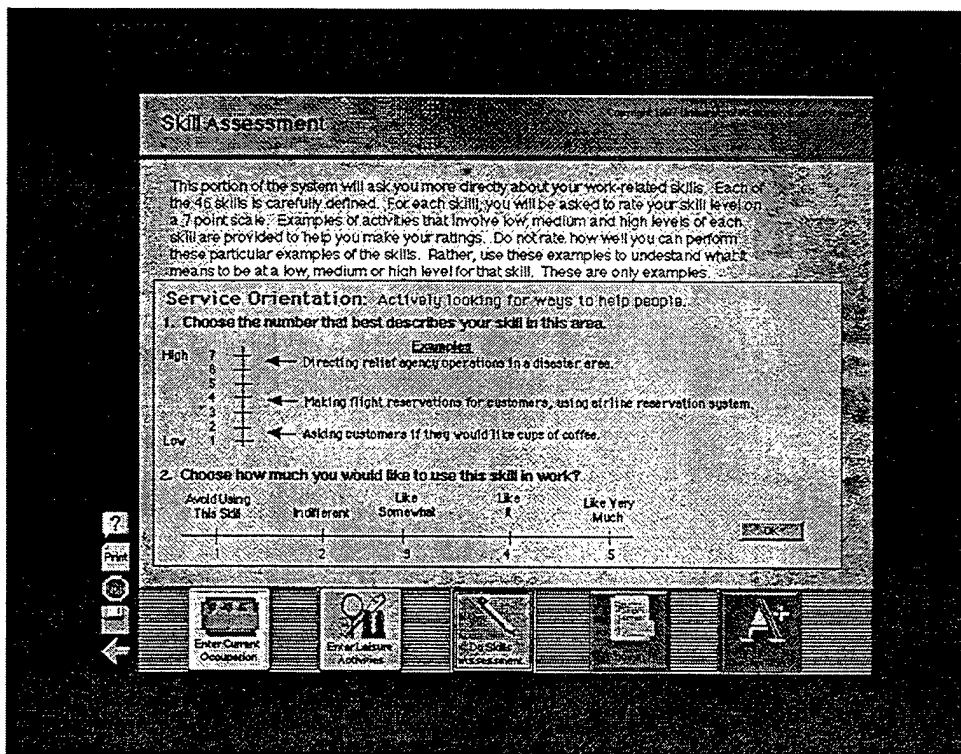 Skill Assessment
This portion of the system will ask you more directly about your work-related skills. Each of
the 46 skills is carefully defined. For each skill, you will be asked to rate your skill level on
a 7 point scale. Examples of activities that involve low, medium and high levels of each
skill are provided to help you make your ratings. Do not rate how well you can perform
these particular examples of the skills. Rather, use these examples to understand what it
means to be at a low, medium or high level for that skill. These are only examples.
Service Orientation: Actively looking for ways to help people.
1. Choose the number that best describes your skill in this area.
Examples
High 7
Directing relief agency operations in a disaster area.
6
5
4
Making flight reservations for customers, using airline reservation system.
3
2
Asking customers if they would like cups of coffee.
Low 1
2. Choose how much you would like to use this skill in work?
Avoid Using
This Skill
Indifferent
Like
Somewhat
Like
It
Like Very
Much
1 2 3 4 5
OK
?
Print
Enter Current
Occupation
Enter Leisure
Activities
Do Skills
Assessment
A+